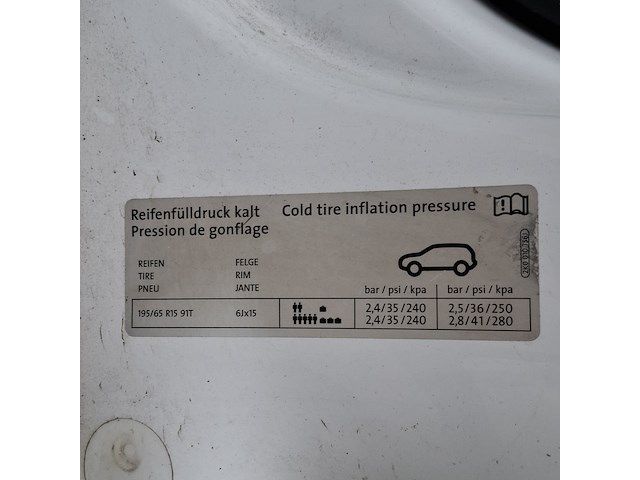 Reifenfülldruck kalt Cold tire inflation pressure
Pression de gonflage
REIFEN FELGE
TIRE RIM
PNEU JANTE bar / psi / kpa bar / psi / kpa
195/65 R15 91T 6Jx15 2,4/35/240 2,5/36/250
2,4/35/240 2,8/41/280